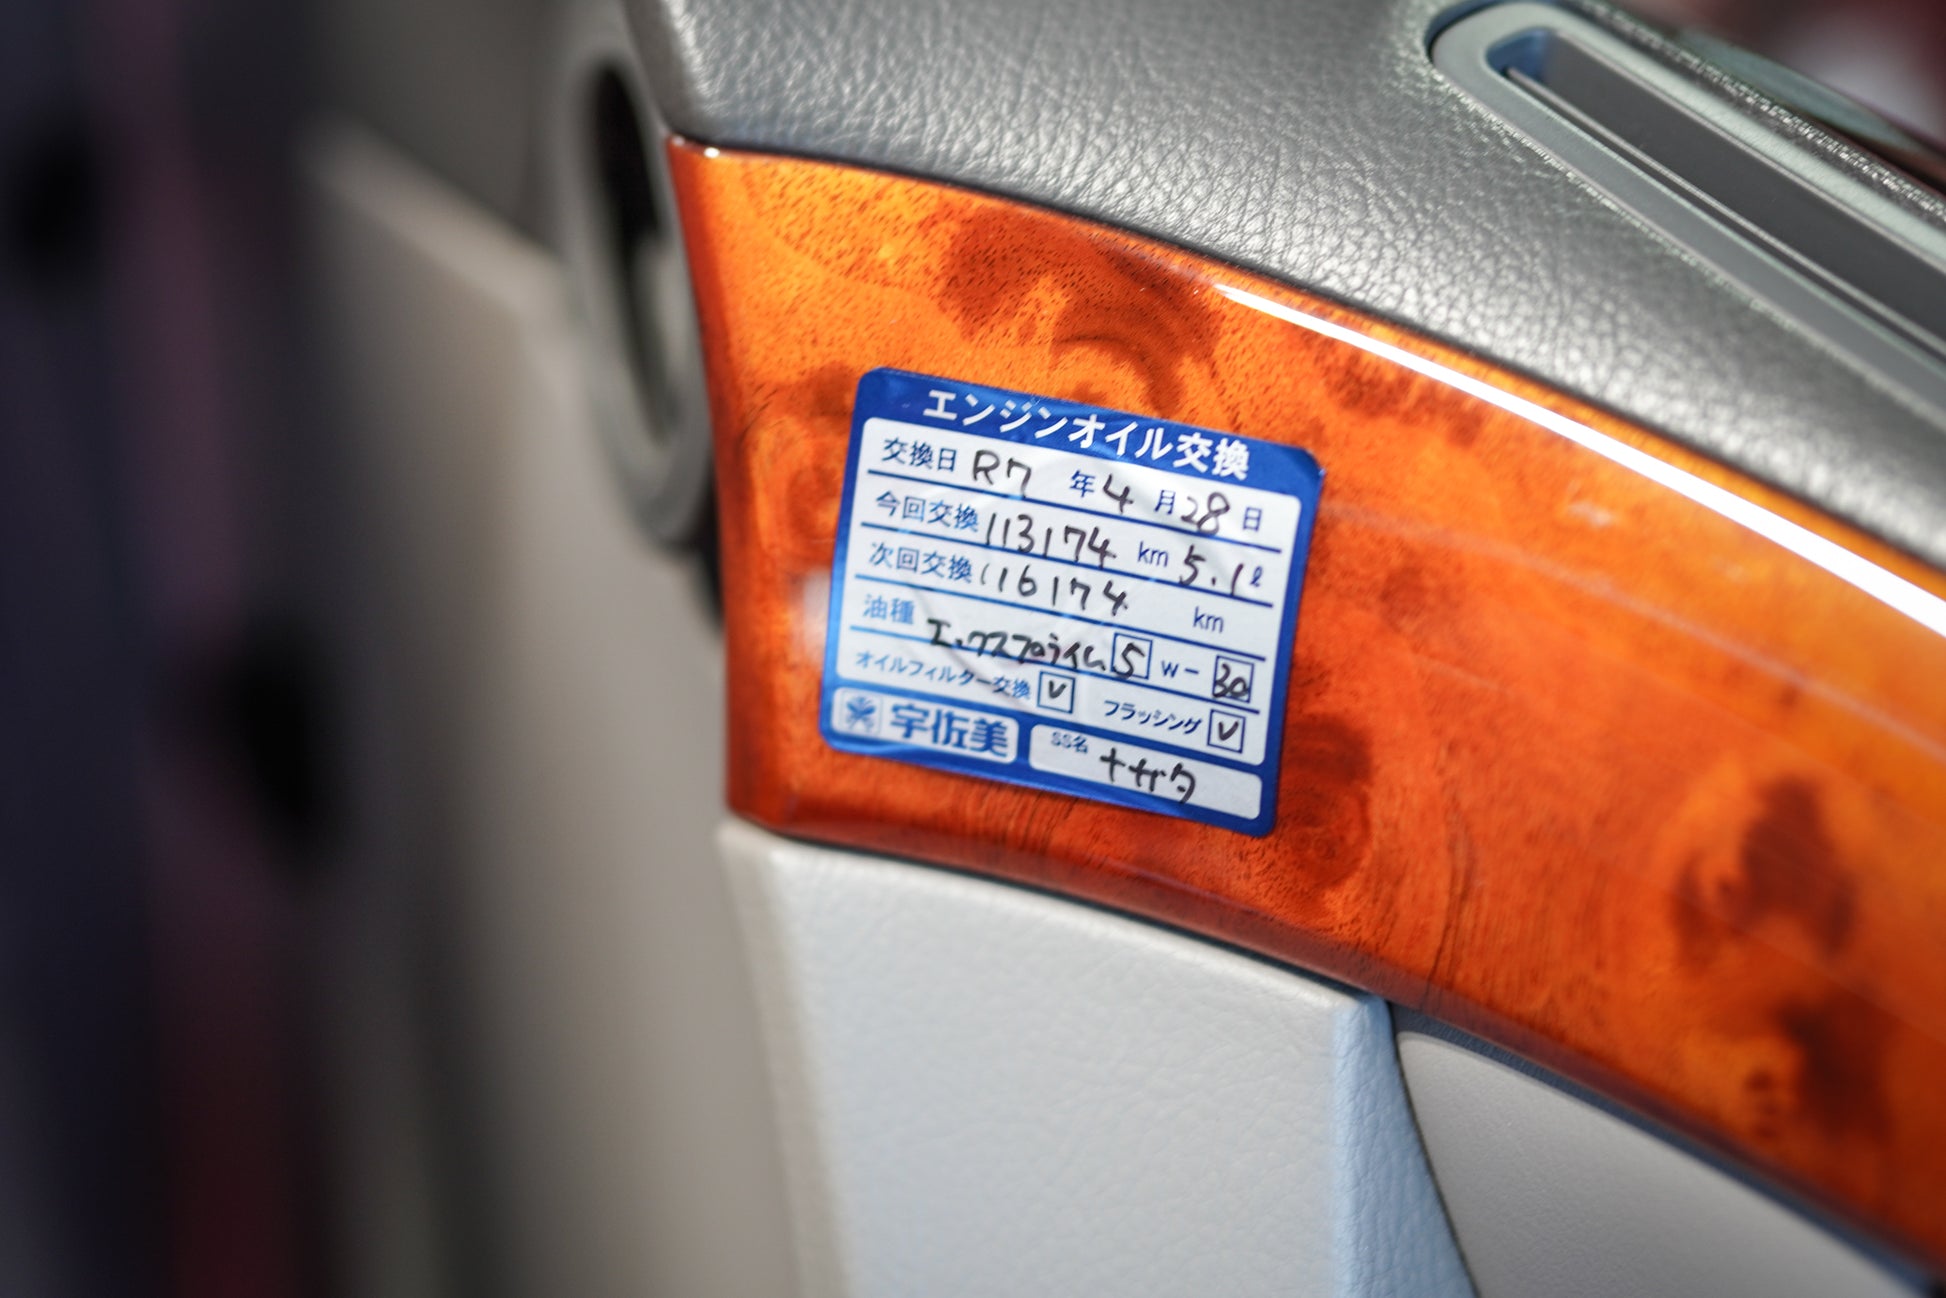 エンジンオイル交換
交換日 R7 年 4 月 28 日
今回交換 113174 km 5.1 ℓ
次回交換 116174 km
油種 エックスプライム 5 W- 30
オイルフィルター交換 ✓ フラッシング ✓
宇佐美 SS名 ナガタ